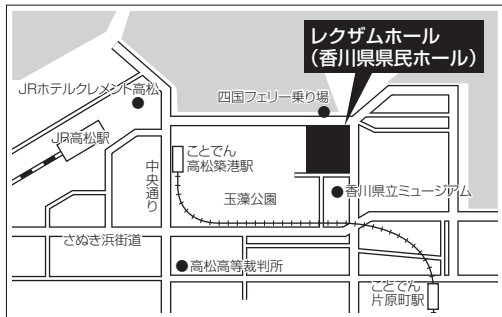 レクザムホール
（香川県県民ホール）
JRホテルクレメント高松
四国フェリー乗り場
JR高松駅
ことでん
高松築港駅
中央通り
玉藻公園
香川県立ミュージアム
さぬき浜街道
高松高等裁判所
ことでん
片原町駅